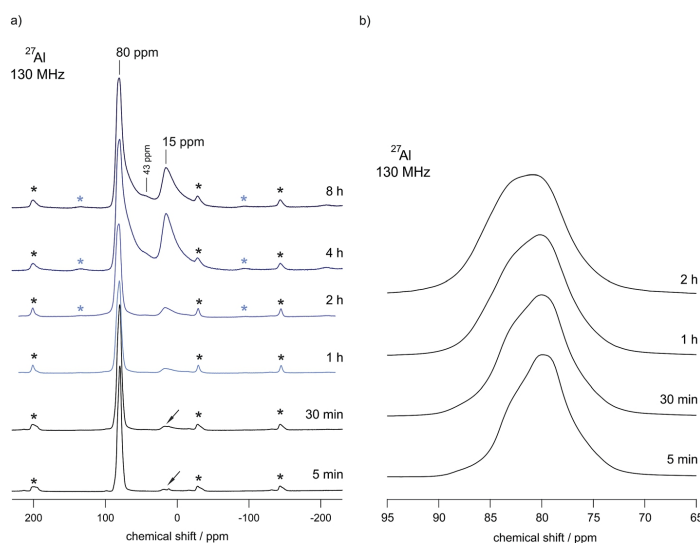 a)
27Al
130 MHz
80 ppm
43 ppm
15 ppm
* * * * * *
8 h
* * * * * *
4 h
* * * * * *
2 h
* * *
1 h
* * *
30 min
* * *
5 min
200 100 0 -100 -200
chemical shift / ppm
b)
27Al
130 MHz
2 h
1 h
30 min
5 min
95 90 85 80 75 70 65
chemical shift / ppm